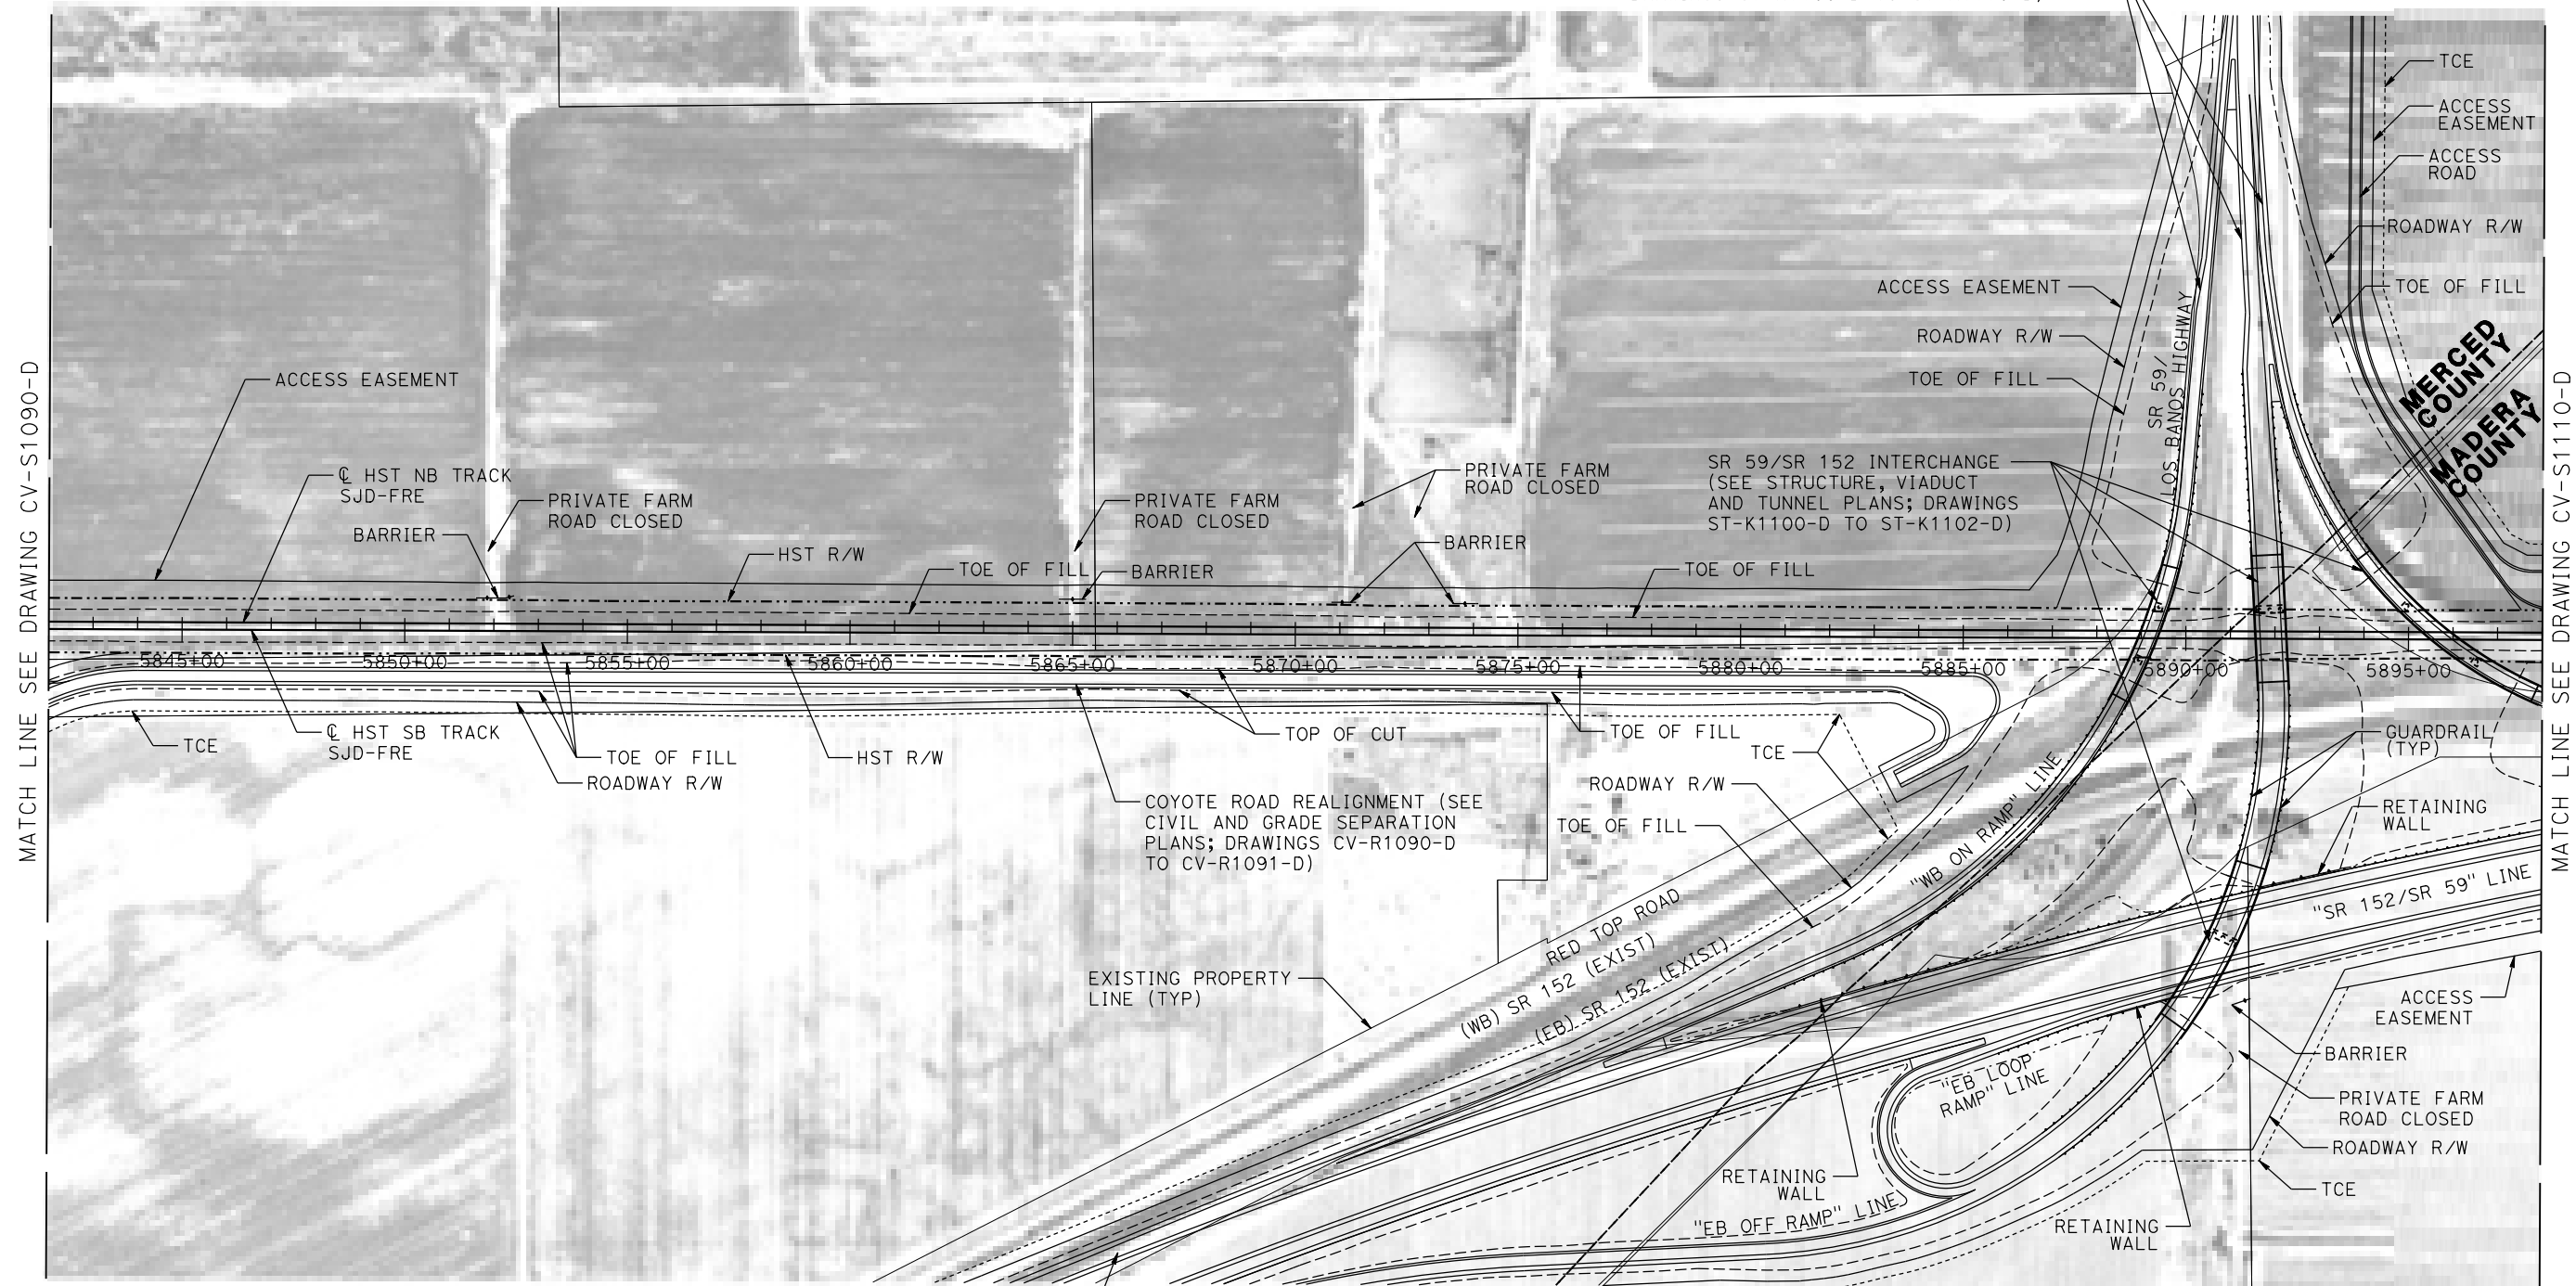 TCE
ACCESS
EASEMENT
ACCESS
ROAD
ROADWAY R/W
TOE OF FILL
MERCED
COUNTY
MADERA
COUNTY
ACCESS EASEMENT
ROADWAY R/W
TOE OF FILL
SR 59/
LOS BANOS HIGHWAY
MATCH LINE SEE DRAWING CV-S1090-D
MATCH LINE SEE DRAWING CV-S1110-D
ACCESS EASEMENT
℄ HST NB TRACK
SJD-FRE
BARRIER
PRIVATE FARM
ROAD CLOSED
HST R/W
TOE OF FILL
PRIVATE FARM
ROAD CLOSED
BARRIER
PRIVATE FARM
ROAD CLOSED
BARRIER
SR 59/SR 152 INTERCHANGE
(SEE STRUCTURE, VIADUCT
AND TUNNEL PLANS; DRAWINGS
ST-K1100-D TO ST-K1102-D)
TOE OF FILL
5845+00
5850+00
5855+00
5860+00
5865+00
5870+00
5875+00
5880+00
5885+00
5890+00
5895+00
TCE
℄ HST SB TRACK
SJD-FRE
TOE OF FILL
ROADWAY R/W
HST R/W
TOP OF CUT
TOE OF FILL
TCE
ROADWAY R/W
TOE OF FILL
COYOTE ROAD REALIGNMENT (SEE
CIVIL AND GRADE SEPARATION
PLANS; DRAWINGS CV-R1090-D
TO CV-R1091-D)
GUARDRAIL
(TYP)
RETAINING
WALL
"WB ON RAMP" LINE
"SR 152/SR 59" LINE
RED TOP ROAD
(WB) SR 152 (EXIST)
(EB) SR 152 (EXIST)
EXISTING PROPERTY
LINE (TYP)
ACCESS
EASEMENT
BARRIER
PRIVATE FARM
ROAD CLOSED
ROADWAY R/W
TCE
"EB LOOP
RAMP" LINE
RETAINING
WALL
"EB OFF RAMP" LINE
RETAINING
WALL